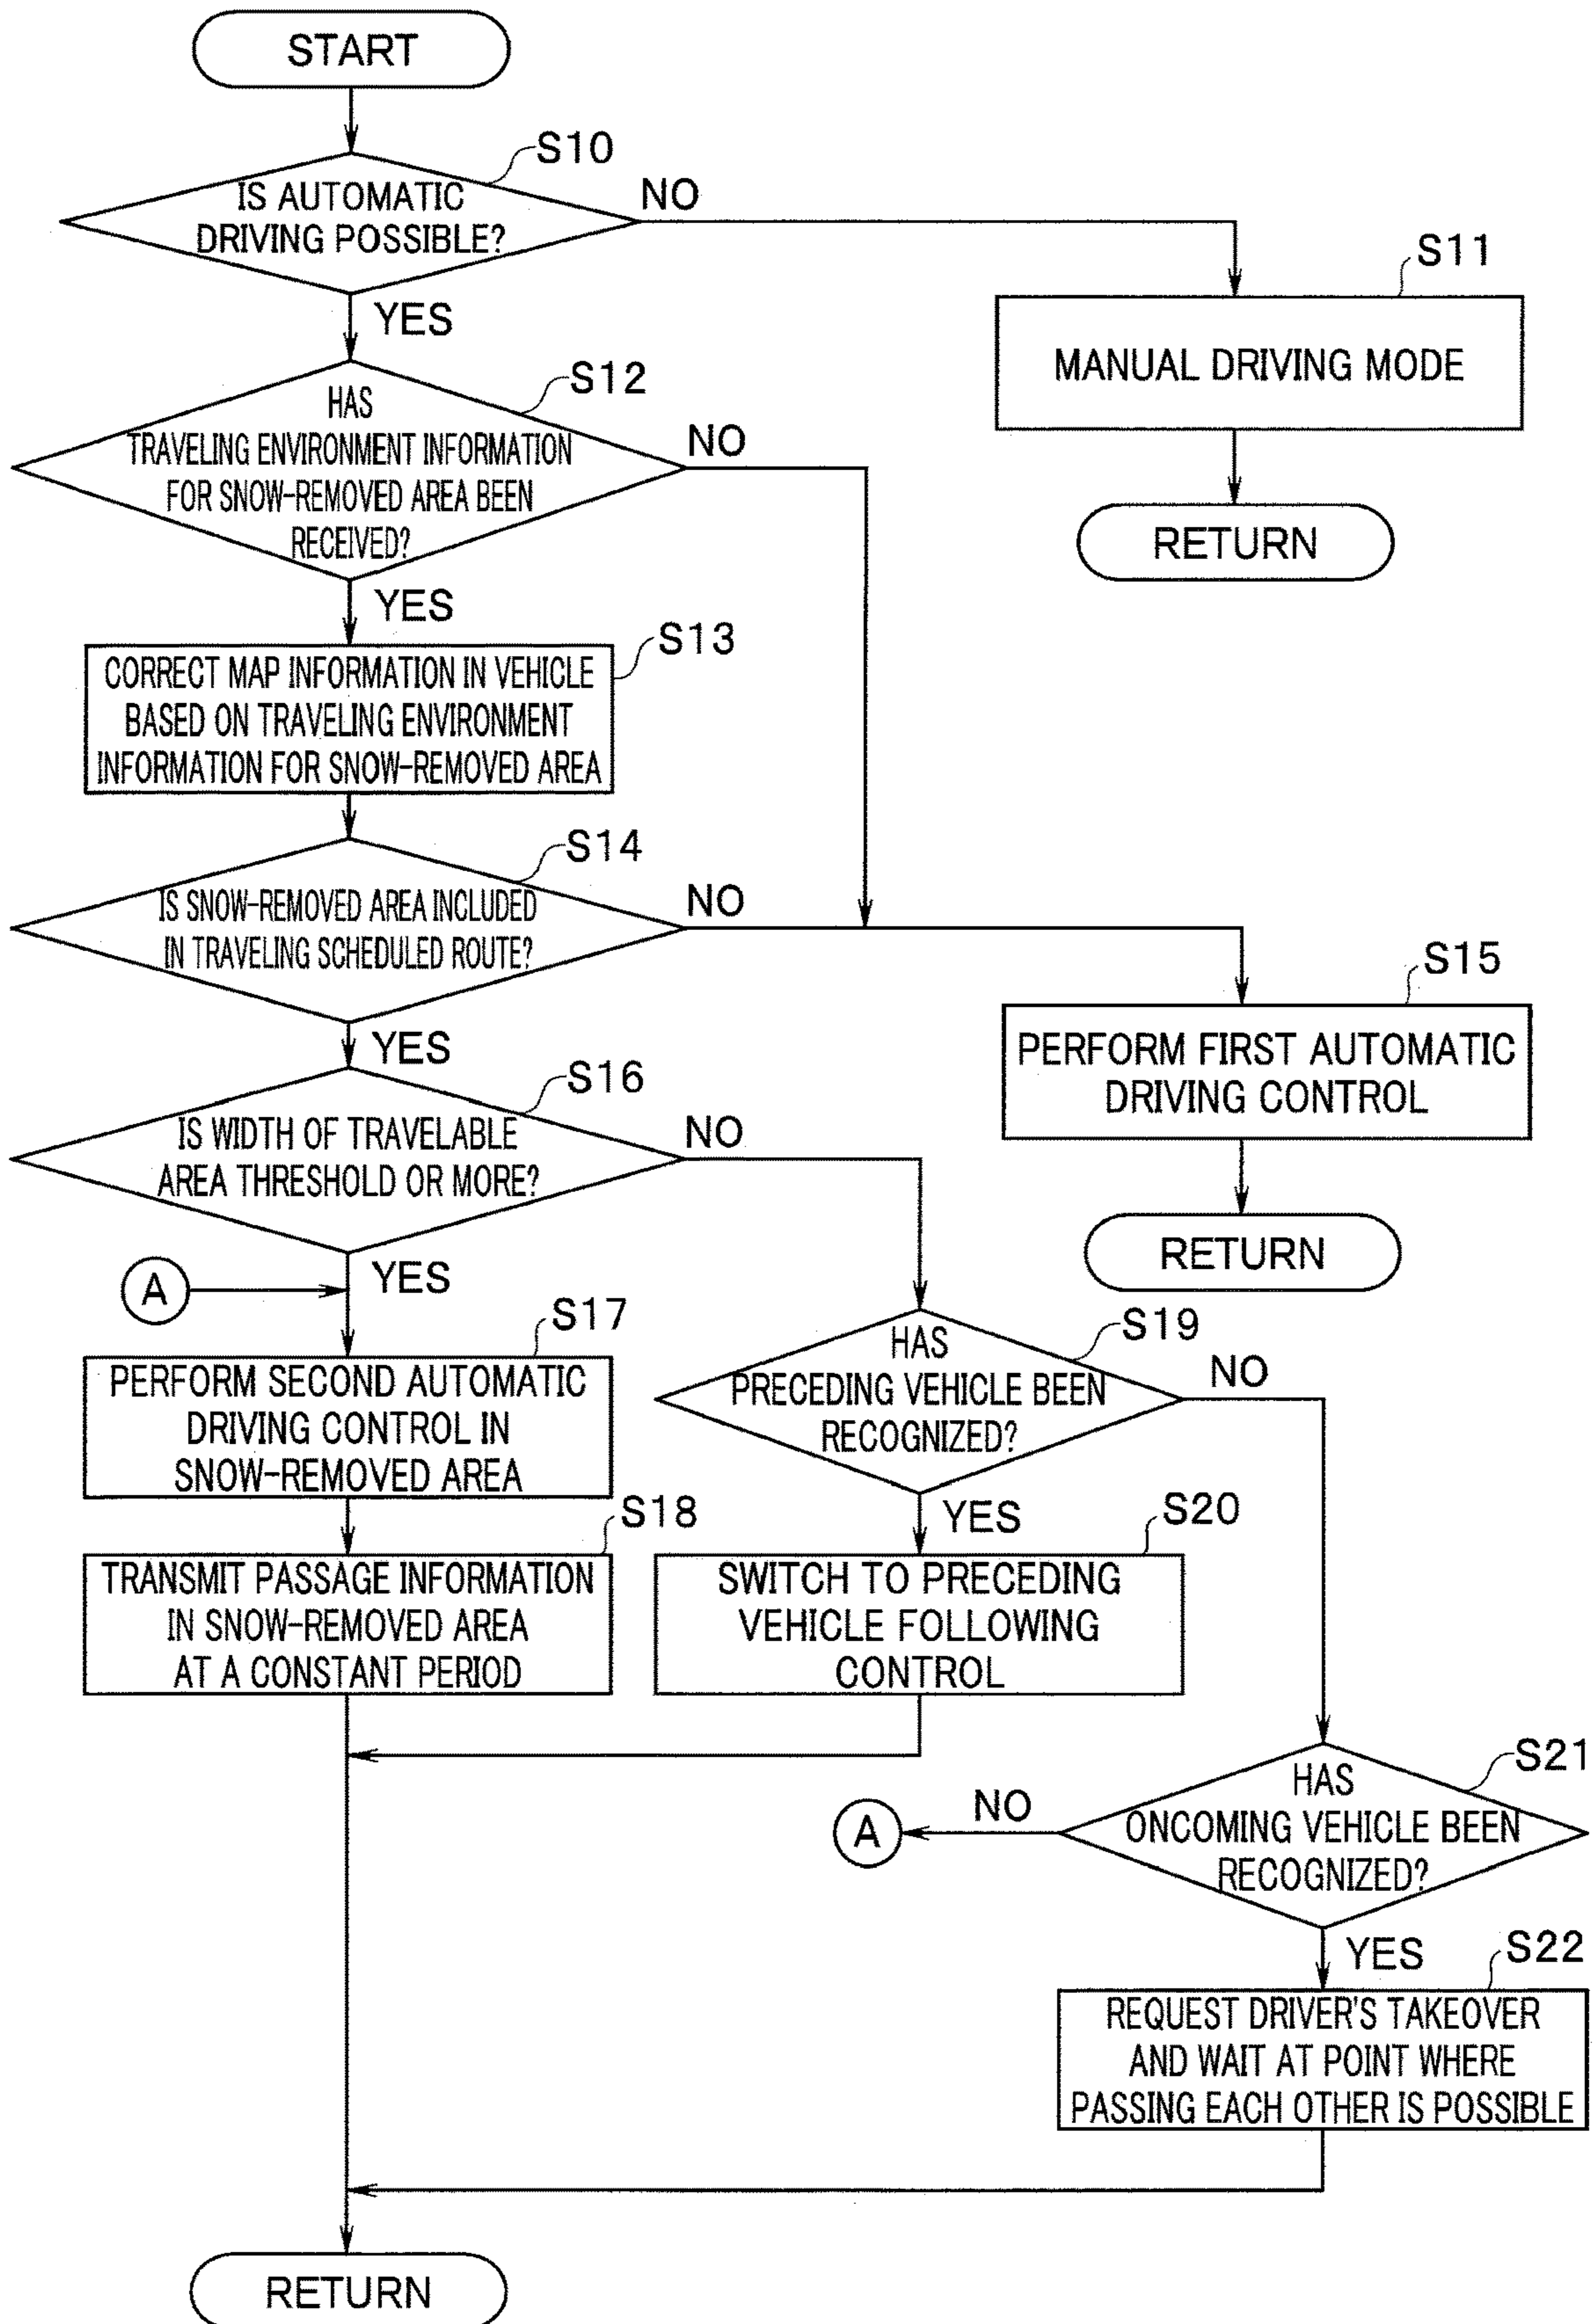 START
S10
IS AUTOMATIC
DRIVING POSSIBLE?
NO
YES
S11
MANUAL DRIVING MODE
RETURN
S12
HAS
TRAVELING ENVIRONMENT INFORMATION
FOR SNOW-REMOVED AREA BEEN
RECEIVED?
NO
YES
S13
CORRECT MAP INFORMATION IN VEHICLE
BASED ON TRAVELING ENVIRONMENT
INFORMATION FOR SNOW-REMOVED AREA
S14
IS SNOW-REMOVED AREA INCLUDED
IN TRAVELING SCHEDULED ROUTE?
NO
YES
S15
PERFORM FIRST AUTOMATIC
DRIVING CONTROL
RETURN
S16
IS WIDTH OF TRAVELABLE
AREA THRESHOLD OR MORE?
NO
YES
A
S17
PERFORM SECOND AUTOMATIC
DRIVING CONTROL IN
SNOW-REMOVED AREA
S18
TRANSMIT PASSAGE INFORMATION
IN SNOW-REMOVED AREA
AT A CONSTANT PERIOD
S19
HAS
PRECEDING VEHICLE BEEN
RECOGNIZED?
NO
YES
S20
SWITCH TO PRECEDING
VEHICLE FOLLOWING
CONTROL
S21
HAS
ONCOMING VEHICLE BEEN
RECOGNIZED?
NO
A
YES
S22
REQUEST DRIVER'S TAKEOVER
AND WAIT AT POINT WHERE
PASSING EACH OTHER IS POSSIBLE
RETURN